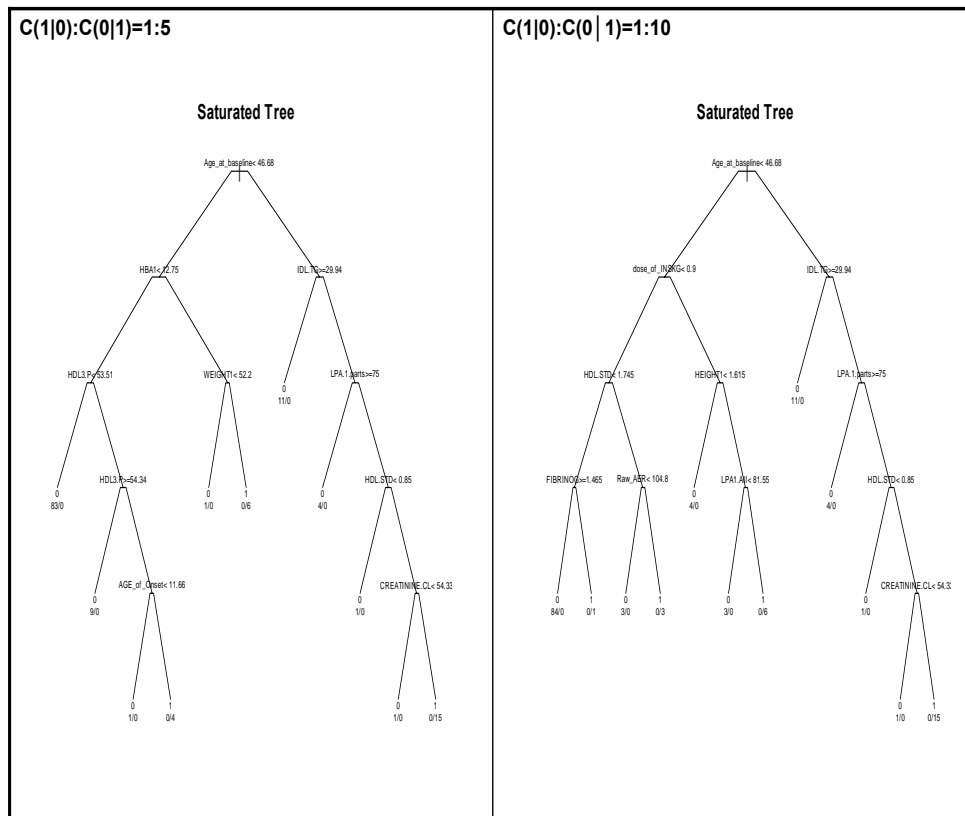 C(1|0):C(0|1)=1:5
Saturated Tree
Age_at_baseline< 46.68
HBA1< 12.75
IDL.TG>=29.94
HDL3.P< 53.51
WEIGHT1< 52.2
0
11/0
LPA.1.parts>=75
0
83/0
HDL3.P>=54.34
0
1/0
1
0/6
0
4/0
HDL.STD< 0.85
0
9/0
AGE_of_Onset< 11.66
0
1/0
CREATININE.CL< 54.33
0
1/0
1
0/4
0
1/0
1
0/15
C(1|0):C(0|1)=1:10
Saturated Tree
Age_at_baseline< 46.68
dose_of_INSKG< 0.9
IDL.TG>=29.94
HDL.STD< 1.745
HEIGHT1< 1.615
0
11/0
LPA.1.parts>=75
FIBRINOG>=1.465
Raw_AER< 104.8
0
4/0
LPA1.All< 81.55
0
4/0
HDL.STD< 0.85
0
84/0
1
0/1
0
3/0
1
0/3
0
3/0
1
0/6
0
1/0
CREATININE.CL< 54.33
0
1/0
1
0/15